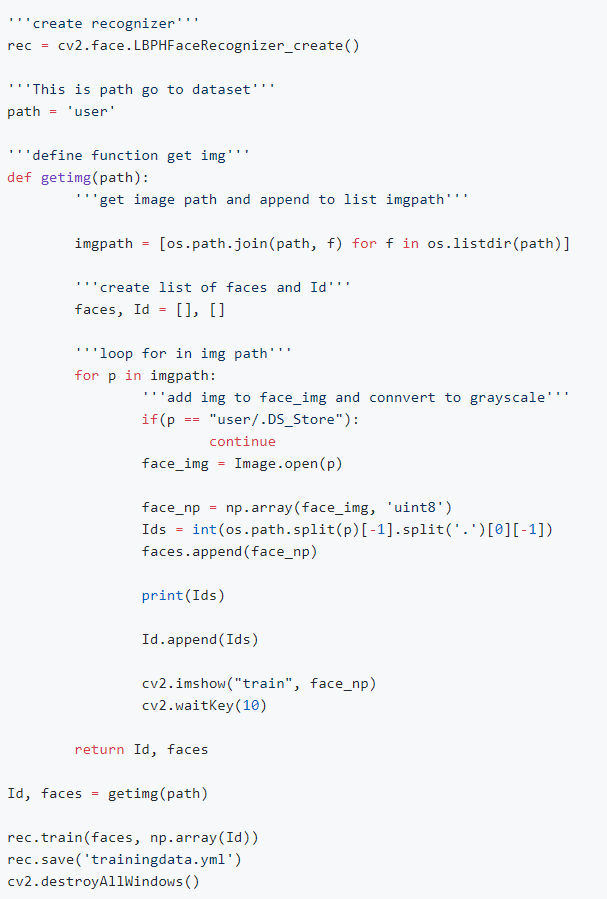 '''create recognizer'''
rec = cv2.face.LBPHFaceRecognizer_create()

'''This is path go to dataset'''
path = 'user'

'''define function get img'''
def getimg(path):
        '''get image path and append to list imgpath'''

        imgpath = [os.path.join(path, f) for f in os.listdir(path)]

        '''create list of faces and Id'''
        faces, Id = [], []

        '''loop for in img path'''
        for p in imgpath:
                '''add img to face_img and connvert to grayscale'''
                if(p == "user/.DS_Store"):
                        continue
                face_img = Image.open(p)

                face_np = np.array(face_img, 'uint8')
                Ids = int(os.path.split(p)[-1].split('.')[0][-1])
                faces.append(face_np)

                print(Ids)

                Id.append(Ids)

                cv2.imshow("train", face_np)
                cv2.waitKey(10)

        return Id, faces

Id, faces = getimg(path)

rec.train(faces, np.array(Id))
rec.save('trainingdata.yml')
cv2.destroyAllWindows()